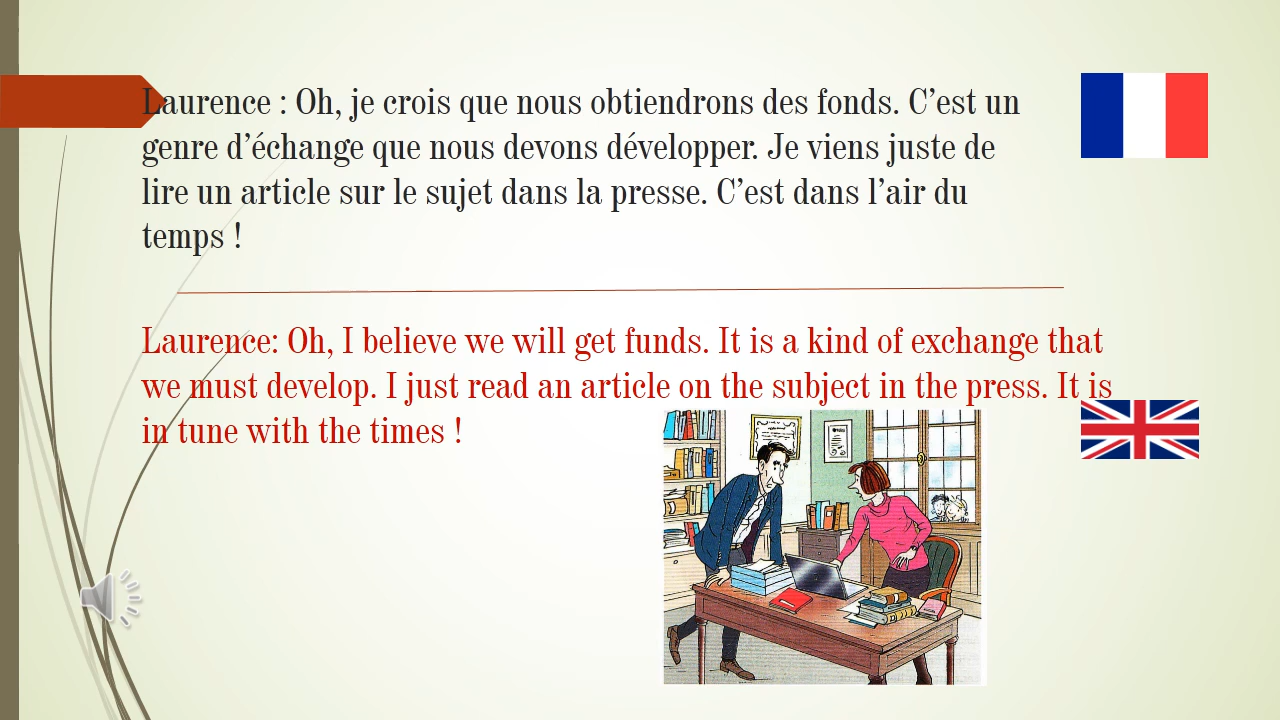 Laurence : Oh, je crois que nous obtiendrons des fonds. C’est un
genre d’échange que nous devons développer. Je viens juste de
lire un article sur le sujet dans la presse. C’est dans l’air du
temps !
Laurence: Oh, I believe we will get funds. It is a kind of exchange that
we must develop. I just read an article on the subject in the press. It is
in tune with the times !